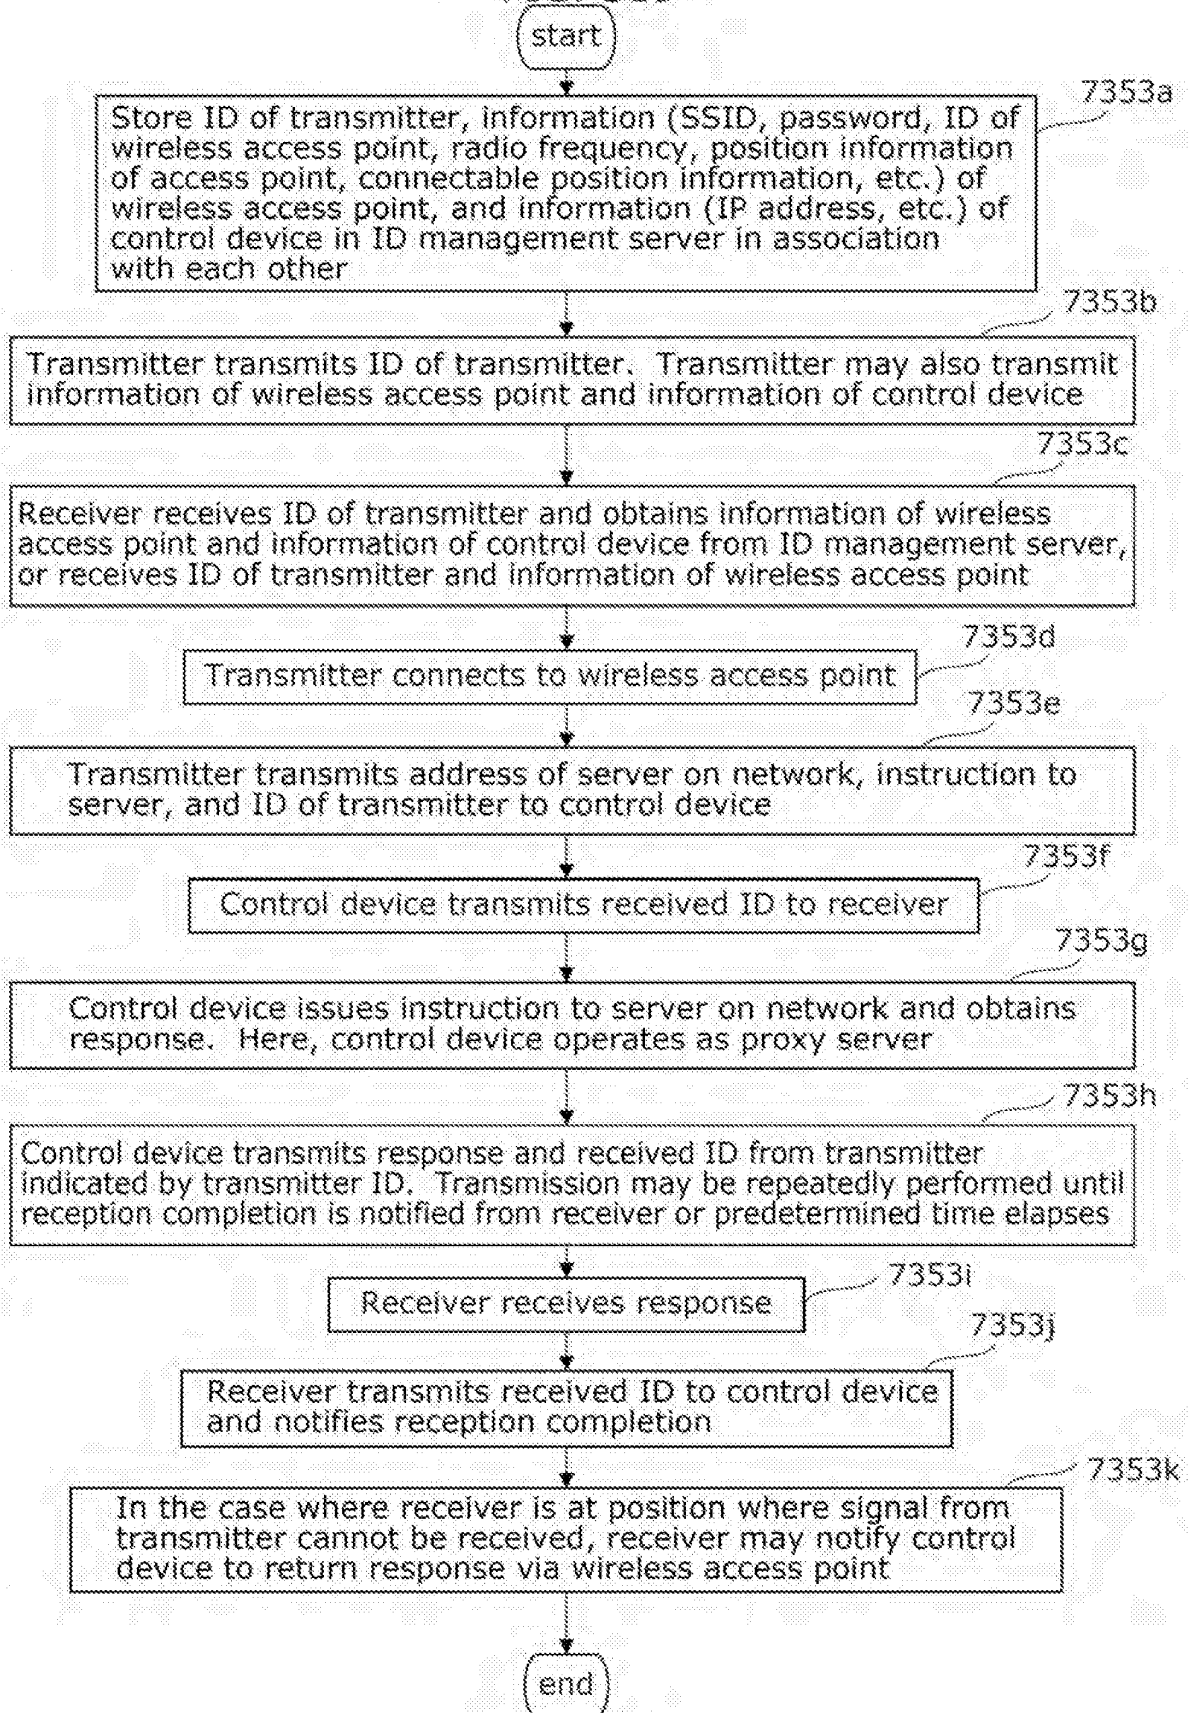 start
7353a
Store ID of transmitter, information (SSID, password, ID of
wireless access point, radio frequency, position information
of access point, connectable position information, etc.) of
wireless access point, and information (IP address, etc.) of
control device in ID management server in association
with each other
7353b
Transmitter transmits ID of transmitter. Transmitter may also transmit
information of wireless access point and information of control device
7353c
Receiver receives ID of transmitter and obtains information of wireless
access point and information of control device from ID management server,
or receives ID of transmitter and information of wireless access point
7353d
Transmitter connects to wireless access point
7353e
Transmitter transmits address of server on network, instruction to
server, and ID of transmitter to control device
7353f
Control device transmits received ID to receiver
7353g
Control device issues instruction to server on network and obtains
response. Here, control device operates as proxy server
7353h
Control device transmits response and received ID from transmitter
indicated by transmitter ID. Transmission may be repeatedly performed until
reception completion is notified from receiver or predetermined time elapses
7353i
Receiver receives response
7353j
Receiver transmits received ID to control device
and notifies reception completion
7353k
In the case where receiver is at position where signal from
transmitter cannot be received, receiver may notify control
device to return response via wireless access point
end